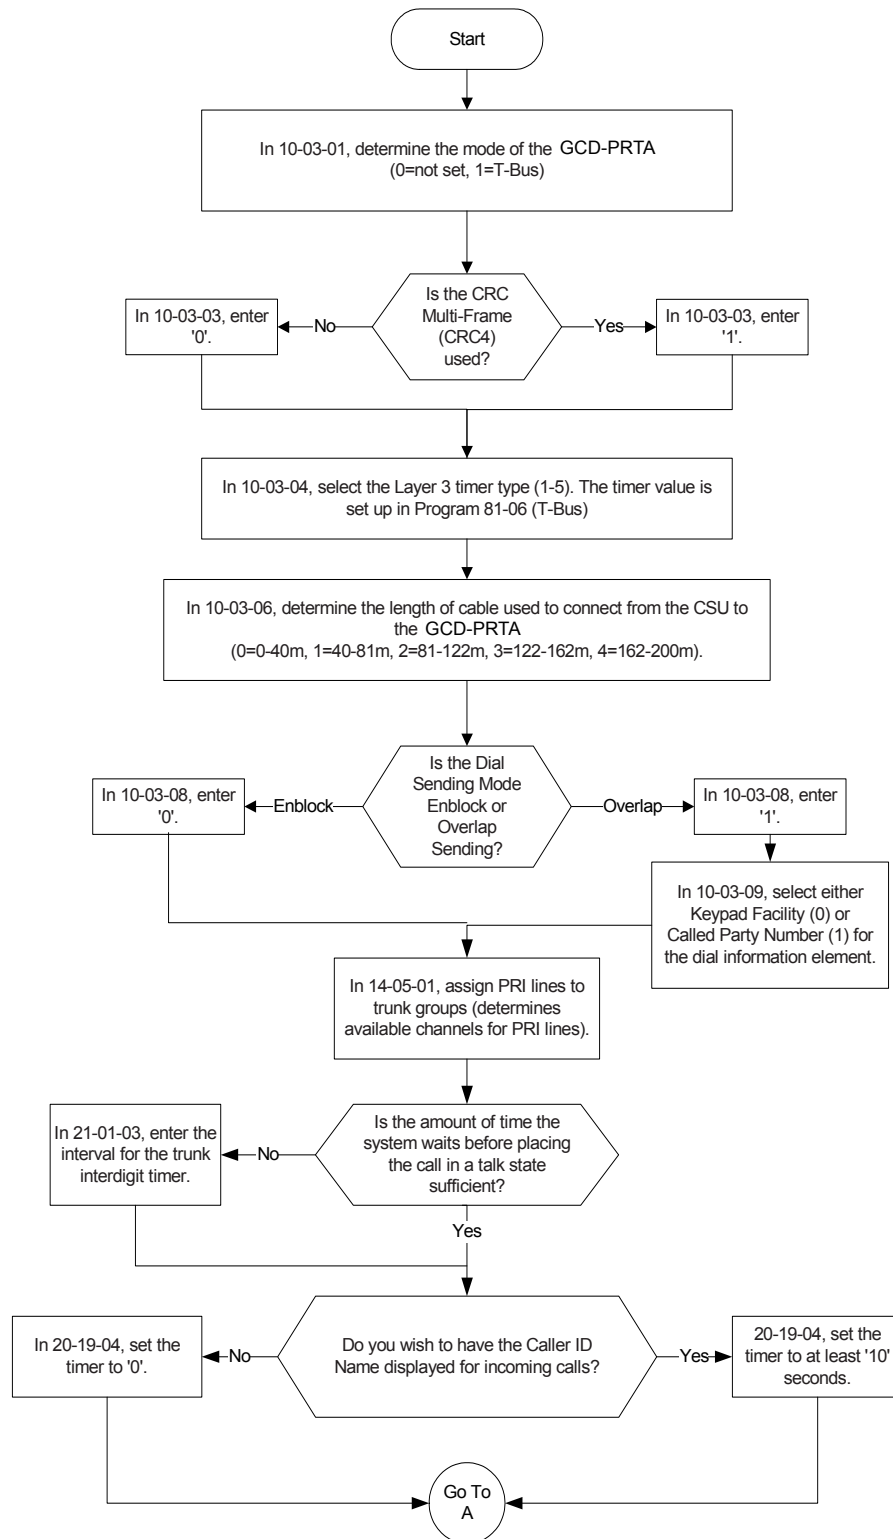 Start
In 10-03-01, determine the mode of the GCD-PRTA
(0=not set, 1=T-Bus)
Is the CRC
Multi-Frame
(CRC4)
used?
No
Yes
In 10-03-03, enter
'0'.
In 10-03-03, enter
'1'.
In 10-03-04, select the Layer 3 timer type (1-5). The timer value is
set up in Program 81-06 (T-Bus)
In 10-03-06, determine the length of cable used to connect from the CSU to
the GCD-PRTA
(0=0-40m, 1=40-81m, 2=81-122m, 3=122-162m, 4=162-200m).
Is the Dial
Sending Mode
Enblock or
Overlap
Sending?
Enblock
Overlap
In 10-03-08, enter
'0'.
In 10-03-08, enter
'1'.
In 10-03-09, select either
Keypad Facility (0) or
Called Party Number (1) for
the dial information element.
In 14-05-01, assign PRI lines to
trunk groups (determines
available channels for PRI lines).
Is the amount of time the
system waits before placing
the call in a talk state
sufficient?
No
Yes
In 21-01-03, enter the
interval for the trunk
interdigit timer.
Do you wish to have the Caller ID
Name displayed for incoming calls?
No
Yes
In 20-19-04, set the
timer to '0'.
20-19-04, set the
timer to at least '10'
seconds.
Go To
A